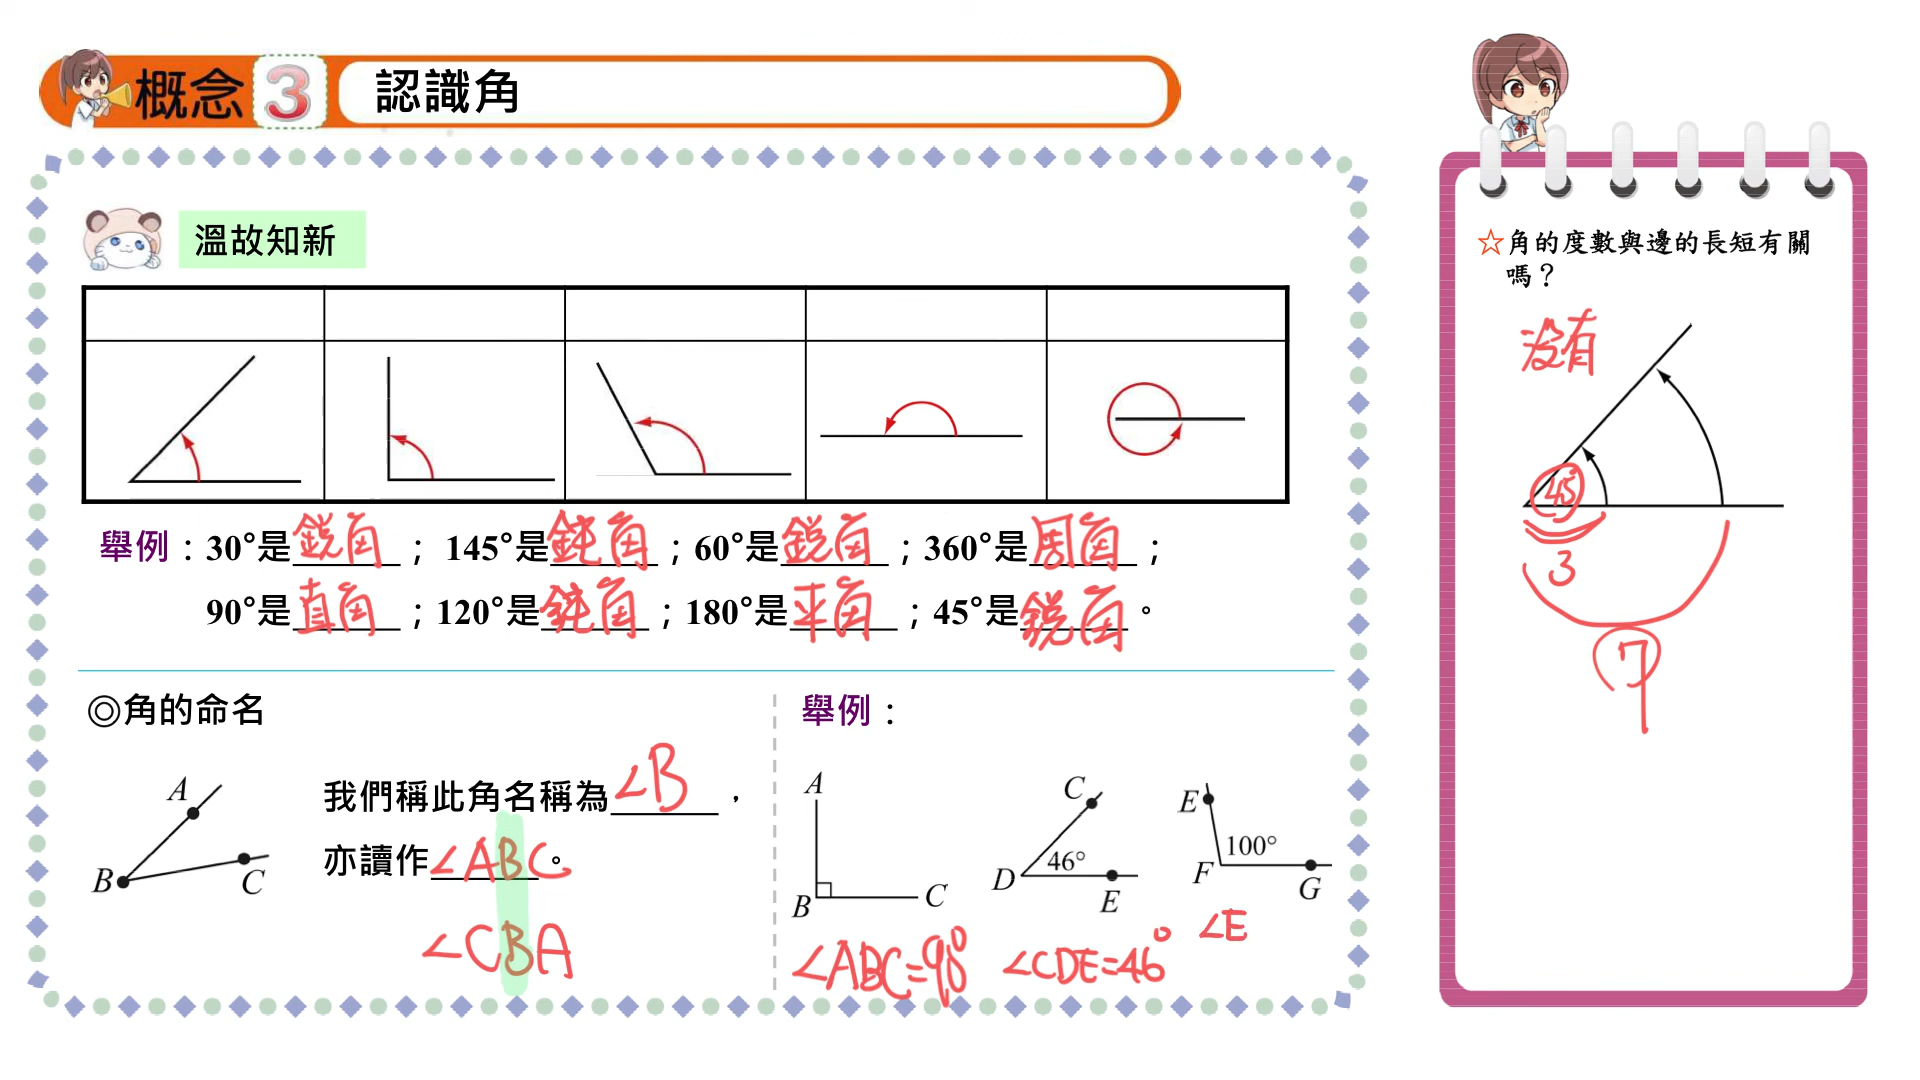 概念 3 認識角
溫故知新
舉例：30°是銳角；145°是鈍角；60°是銳角；360°是周角；
90°是直角；120°是鈍角；180°是平角；45°是銳角。
◎角的命名
A
B
C
我們稱此角名稱為∠B，
亦讀作∠ABC。
∠CBA
舉例：
A
B
C
∠ABC=90°
C
D
46°
E
∠CDE=46°
E
100°
F
G
∠E
☆角的度數與邊的長短有關
嗎？
沒有
45°
3
7